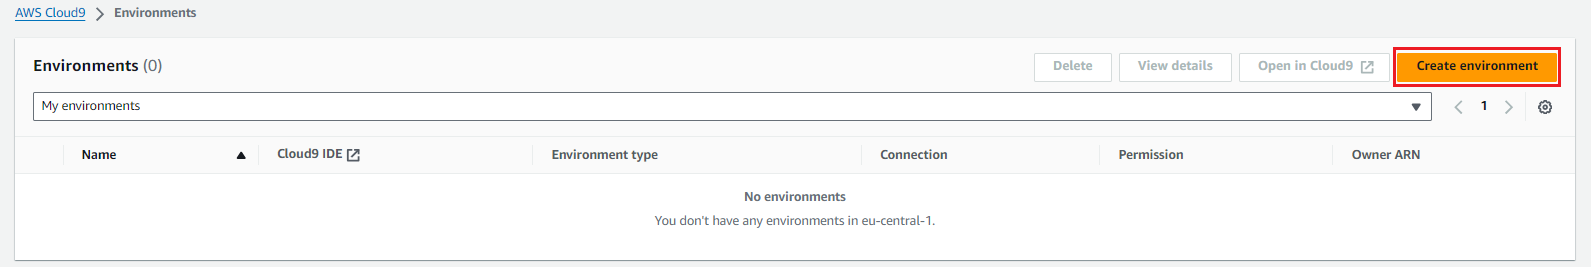 AWS Cloud9 > Environments
Environments (0)
Delete
View details
Open in Cloud9
Create environment
My environments
1
Name
Cloud9 IDE
Environment type
Connection
Permission
Owner ARN
No environments
You don't have any environments in eu-central-1.